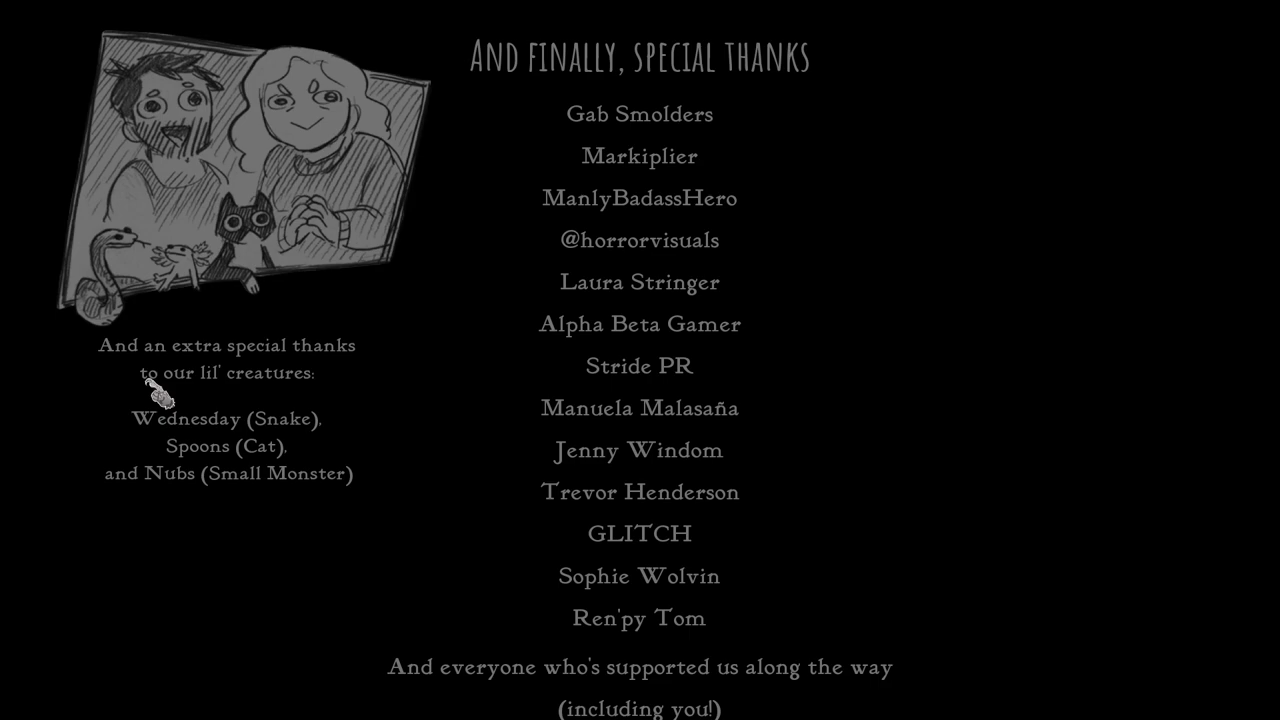 And finally, special thanks
Gab Smolders
Markiplier
ManlyBadassHero
@horrorvisuals
Laura Stringer
Alpha Beta Gamer
Stride PR
Manuela Malasaña
Jenny Windom
Trevor Henderson
GLITCH
Sophie Wolvin
Ren'py Tom
And everyone who's supported us along the way
(including you!)
And an extra special thanks
to our lil' creatures:
Wednesday (Snake),
Spoons (Cat),
and Nubs (Small Monster)